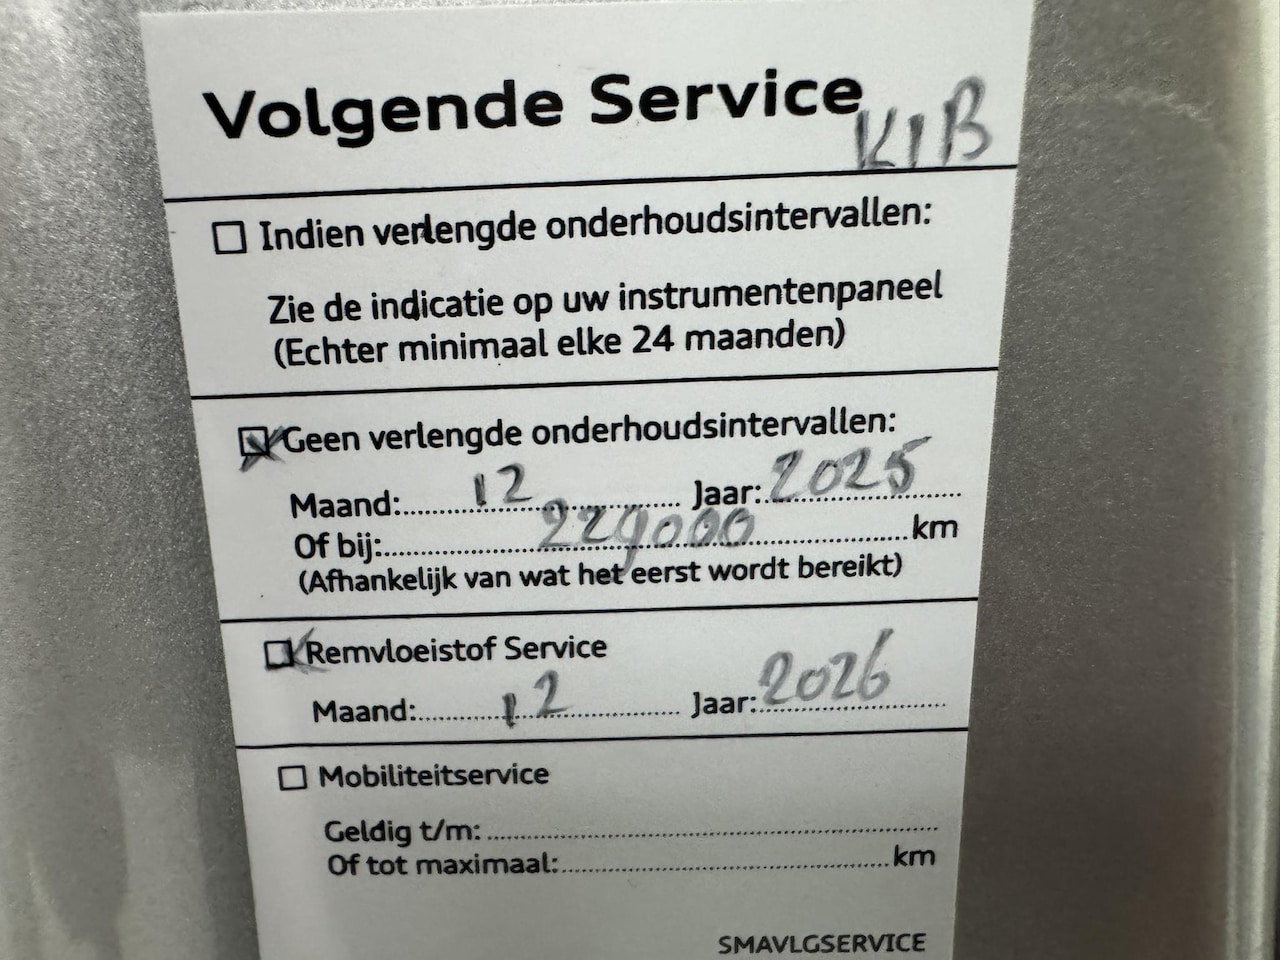 Volgende Service
KIB
☐ Indien verlengde onderhoudsintervallen:
Zie de indicatie op uw instrumentenpaneel
(Echter minimaal elke 24 maanden)
☒ Geen verlengde onderhoudsintervallen:
Maand: 12 Jaar: 2025
Of bij: 229000 km
(Afhankelijk van wat het eerst wordt bereikt)
☒ Remvloeistof Service
Maand: 12 Jaar: 2026
☐ Mobiliteitservice
Geldig t/m:
Of tot maximaal: km
SMAVLGSERVICE